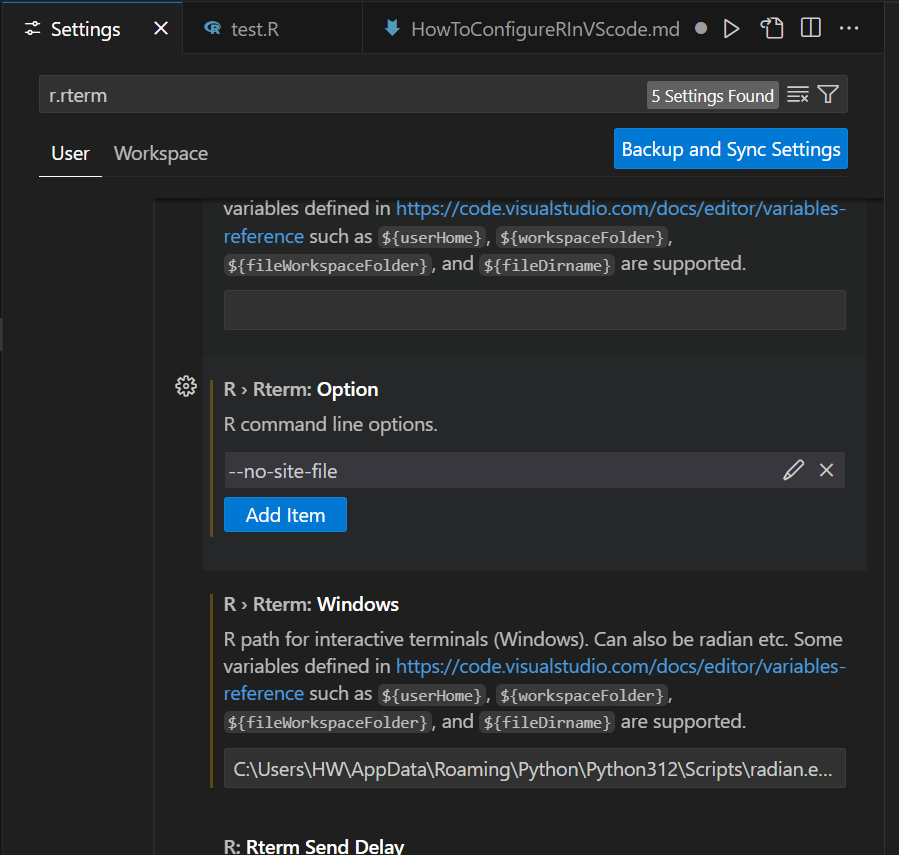 Settings
test.R
HowToConfigureRInVScode.md
r.rterm
5 Settings Found
User
Workspace
Backup and Sync Settings
variables defined in https://code.visualstudio.com/docs/editor/variables-
reference such as ${userHome}, ${workspaceFolder},
${fileWorkspaceFolder}, and ${fileDirname} are supported.
R › Rterm: Option
R command line options.
--no-site-file
Add Item
R › Rterm: Windows
R path for interactive terminals (Windows). Can also be radian etc. Some
variables defined in https://code.visualstudio.com/docs/editor/variables-
reference such as ${userHome}, ${workspaceFolder},
${fileWorkspaceFolder}, and ${fileDirname} are supported.
C:\Users\HW\AppData\Roaming\Python\Python312\Scripts\radian.e...
R: Rterm Send Delay